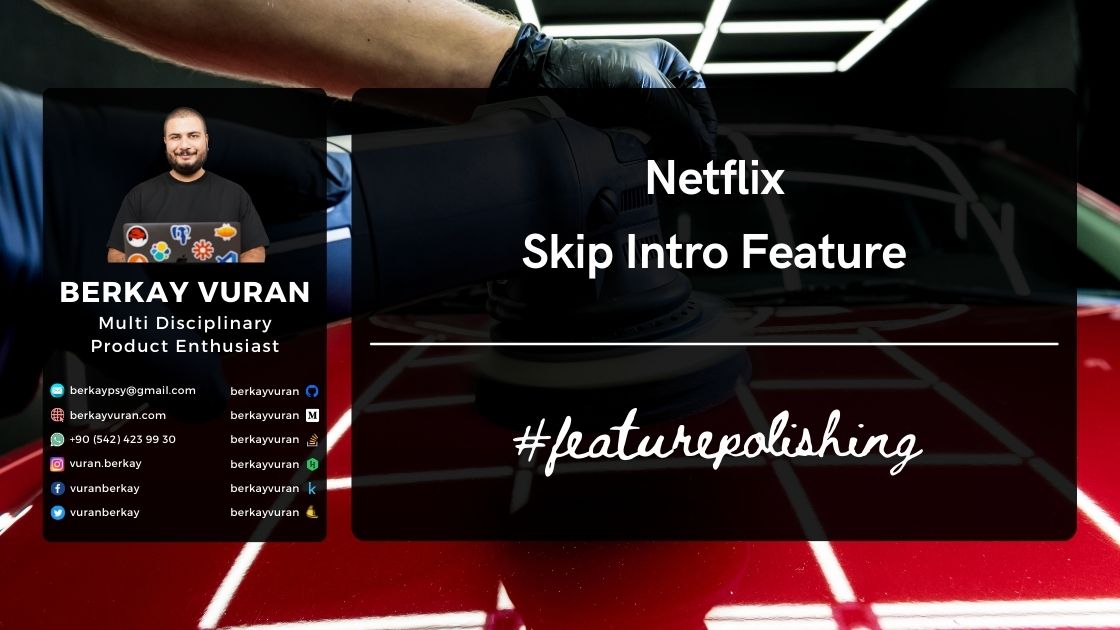 BERKAY VURAN
Multi Disciplinary
Product Enthusiast
berkaypsy@gmail.com
berkayvuran.com
+90 (542) 423 99 30
vuran.berkay
vuranberkay
vuranberkay
berkayvuran
berkayvuran
berkayvuran
berkayvuran
berkayvuran
berkayvuran
Netflix
Skip Intro Feature
#featurepolishing